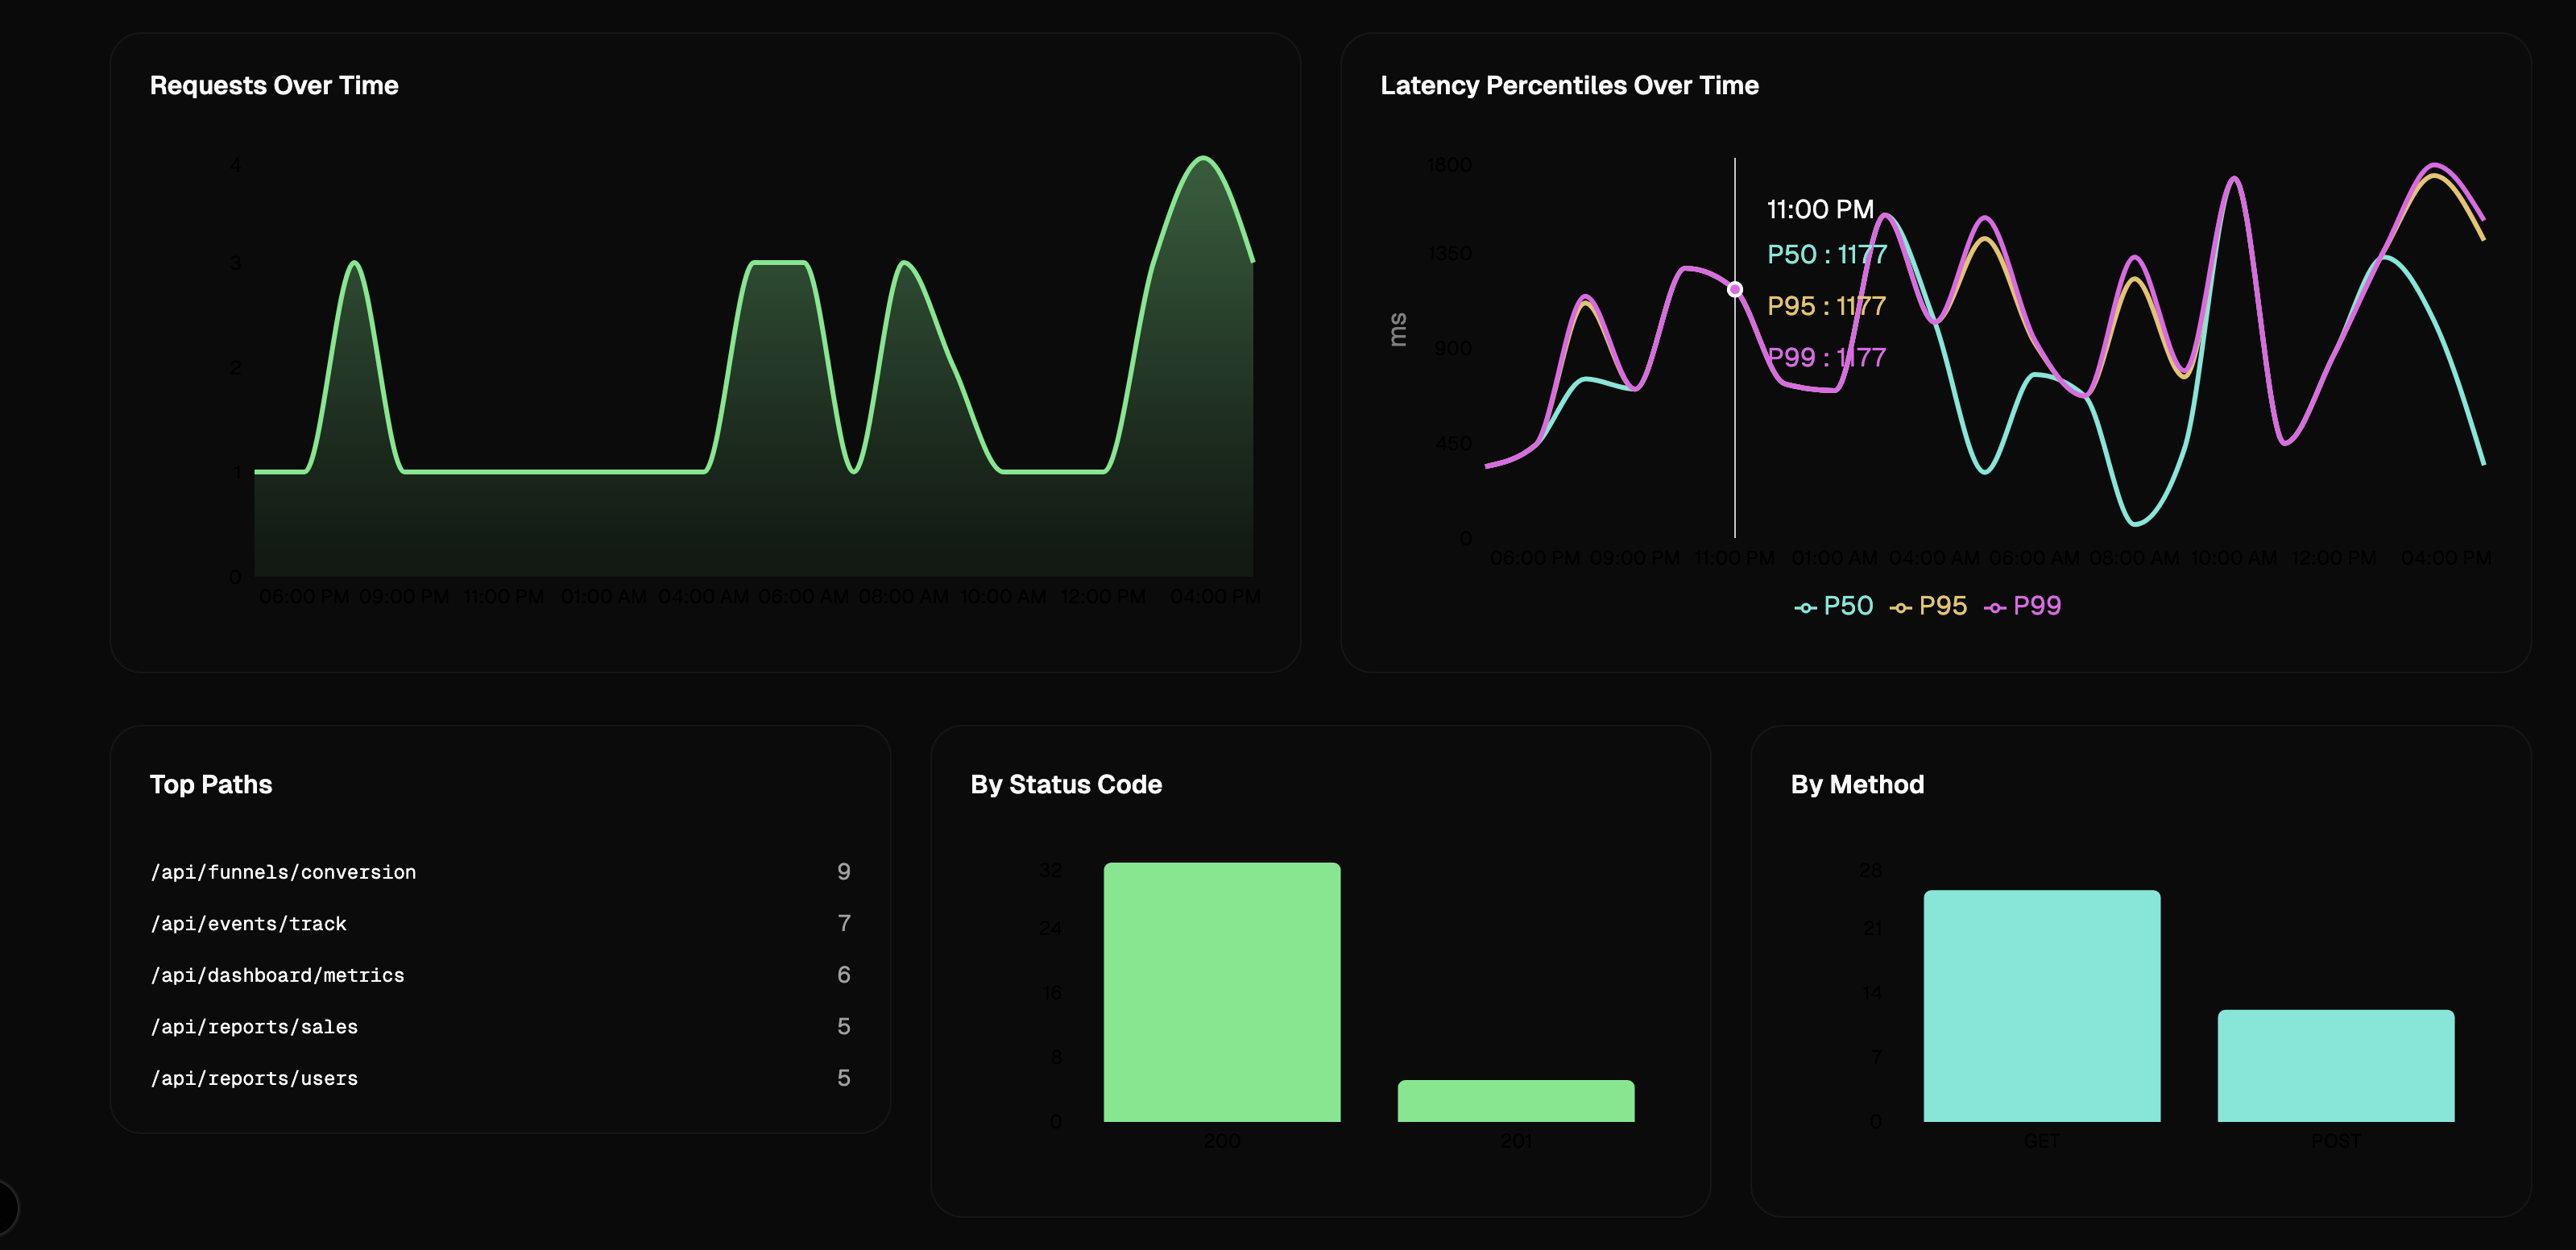 Requests Over Time
4
3
2
1
0
06:00 PM 09:00 PM 11:00 PM 01:00 AM 04:00 AM 06:00 AM 08:00 AM 10:00 AM 12:00 PM 04:00 PM
Latency Percentiles Over Time
ms
1800
1350
900
450
0
11:00 PM
P50 : 1177
P95 : 1177
P99 : 1177
06:00 PM 09:00 PM 11:00 PM 01:00 AM 04:00 AM 06:00 AM 08:00 AM 10:00 AM 12:00 PM 04:00 PM
P50 P95 P99
Top Paths
/api/funnels/conversion 9
/api/events/track 7
/api/dashboard/metrics 6
/api/reports/sales 5
/api/reports/users 5
By Status Code
32
24
16
8
0
200 201
By Method
28
21
14
7
0
GET POST